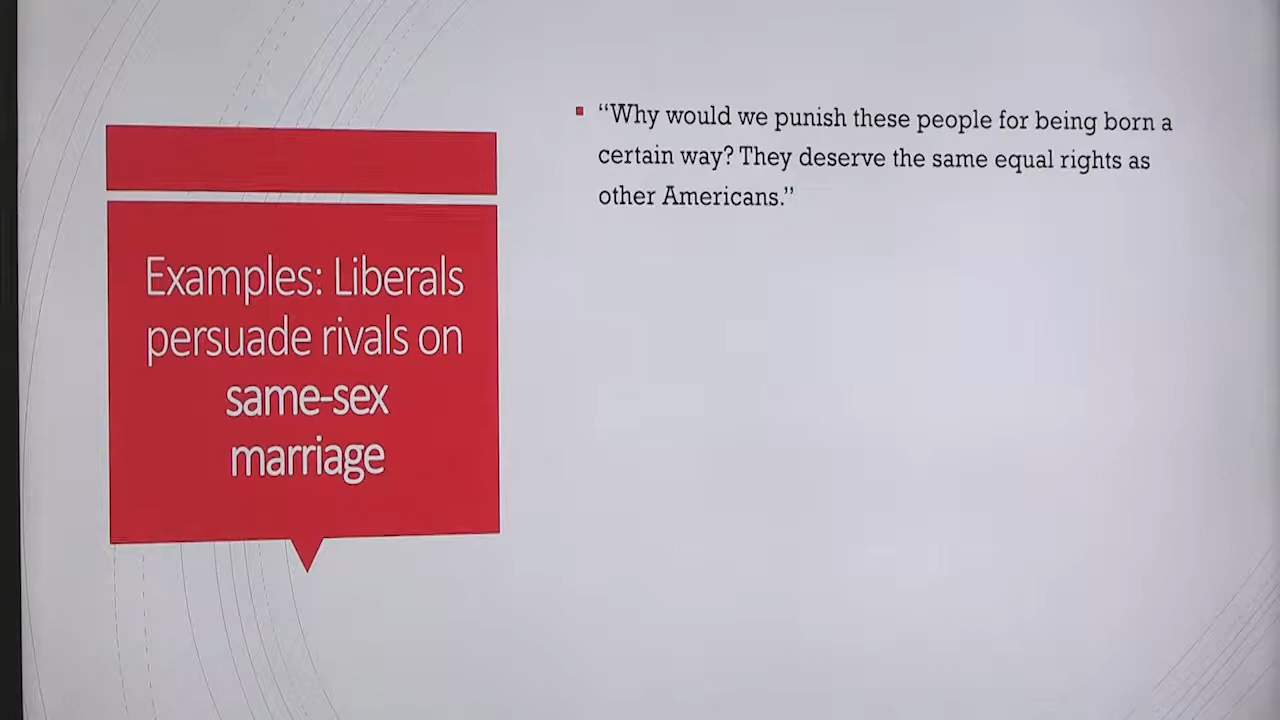 Examples: Liberals
persuade rivals on
same-sex
marriage
“Why would we punish these people for being born a
certain way? They deserve the same equal rights as
other Americans.”